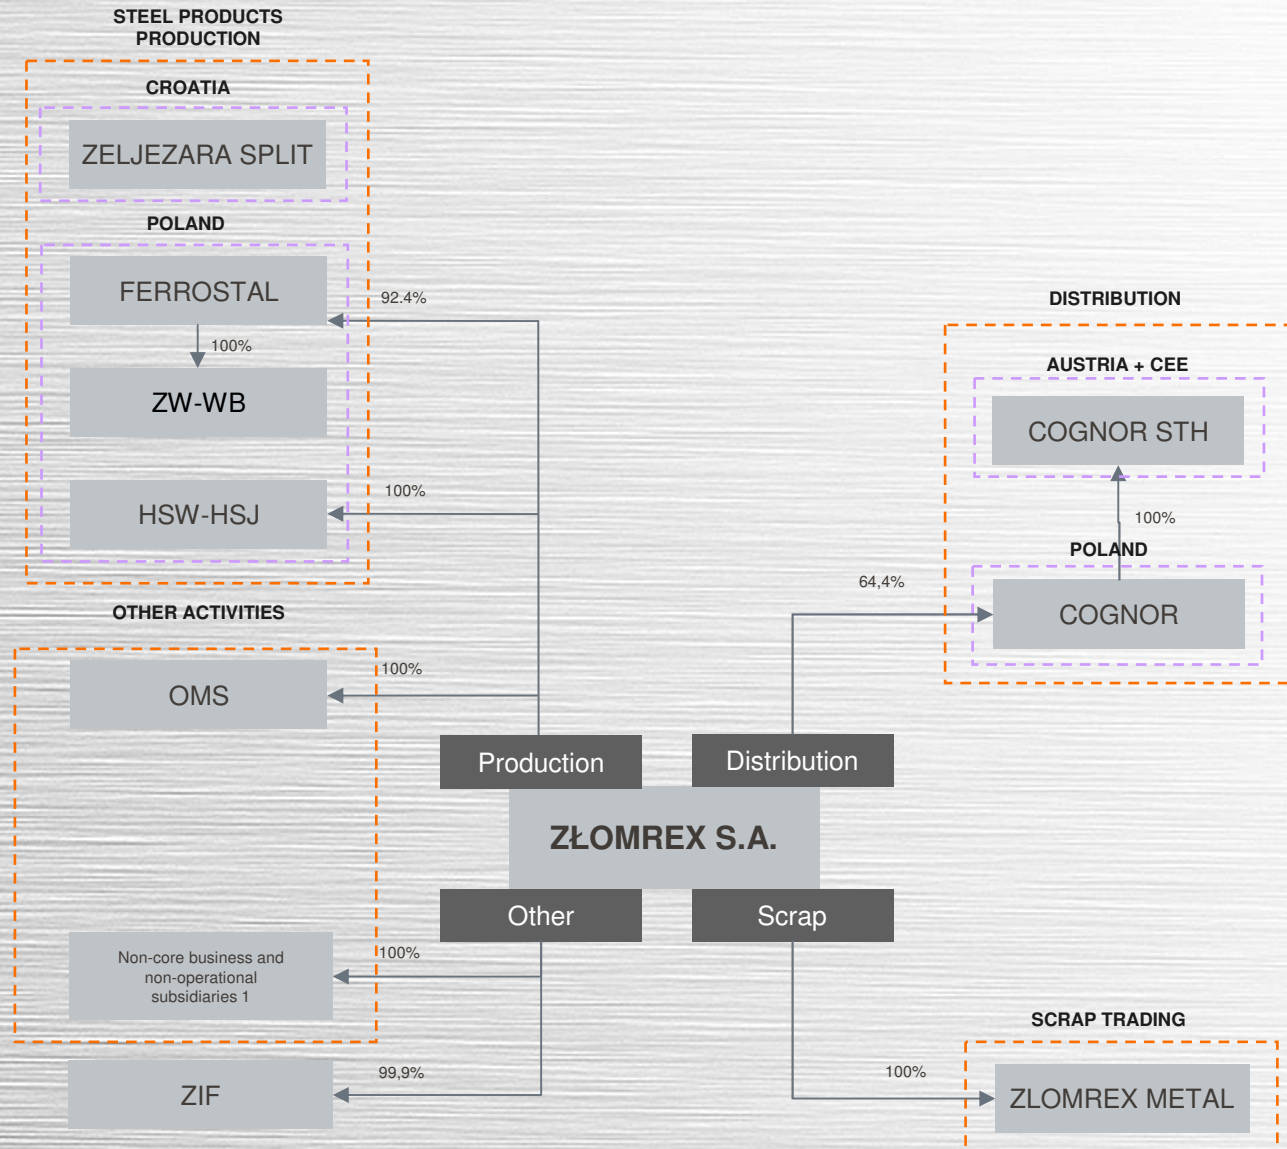 STEEL PRODUCTS
PRODUCTION
CROATIA
ZELJEZARA SPLIT
POLAND
FERROSTAL
92.4%
100%
ZW-WB
HSW-HSJ
100%
OTHER ACTIVITIES
OMS
100%
DISTRIBUTION
AUSTRIA + CEE
COGNOR STH
100%
POLAND
64,4%
COGNOR
Production
Distribution
ZŁOMREX S.A.
Other
Scrap
Non-core business and
non-operational
subsidiaries 1
100%
ZIF
99,9%
SCRAP TRADING
100%
ZLOMREX METAL